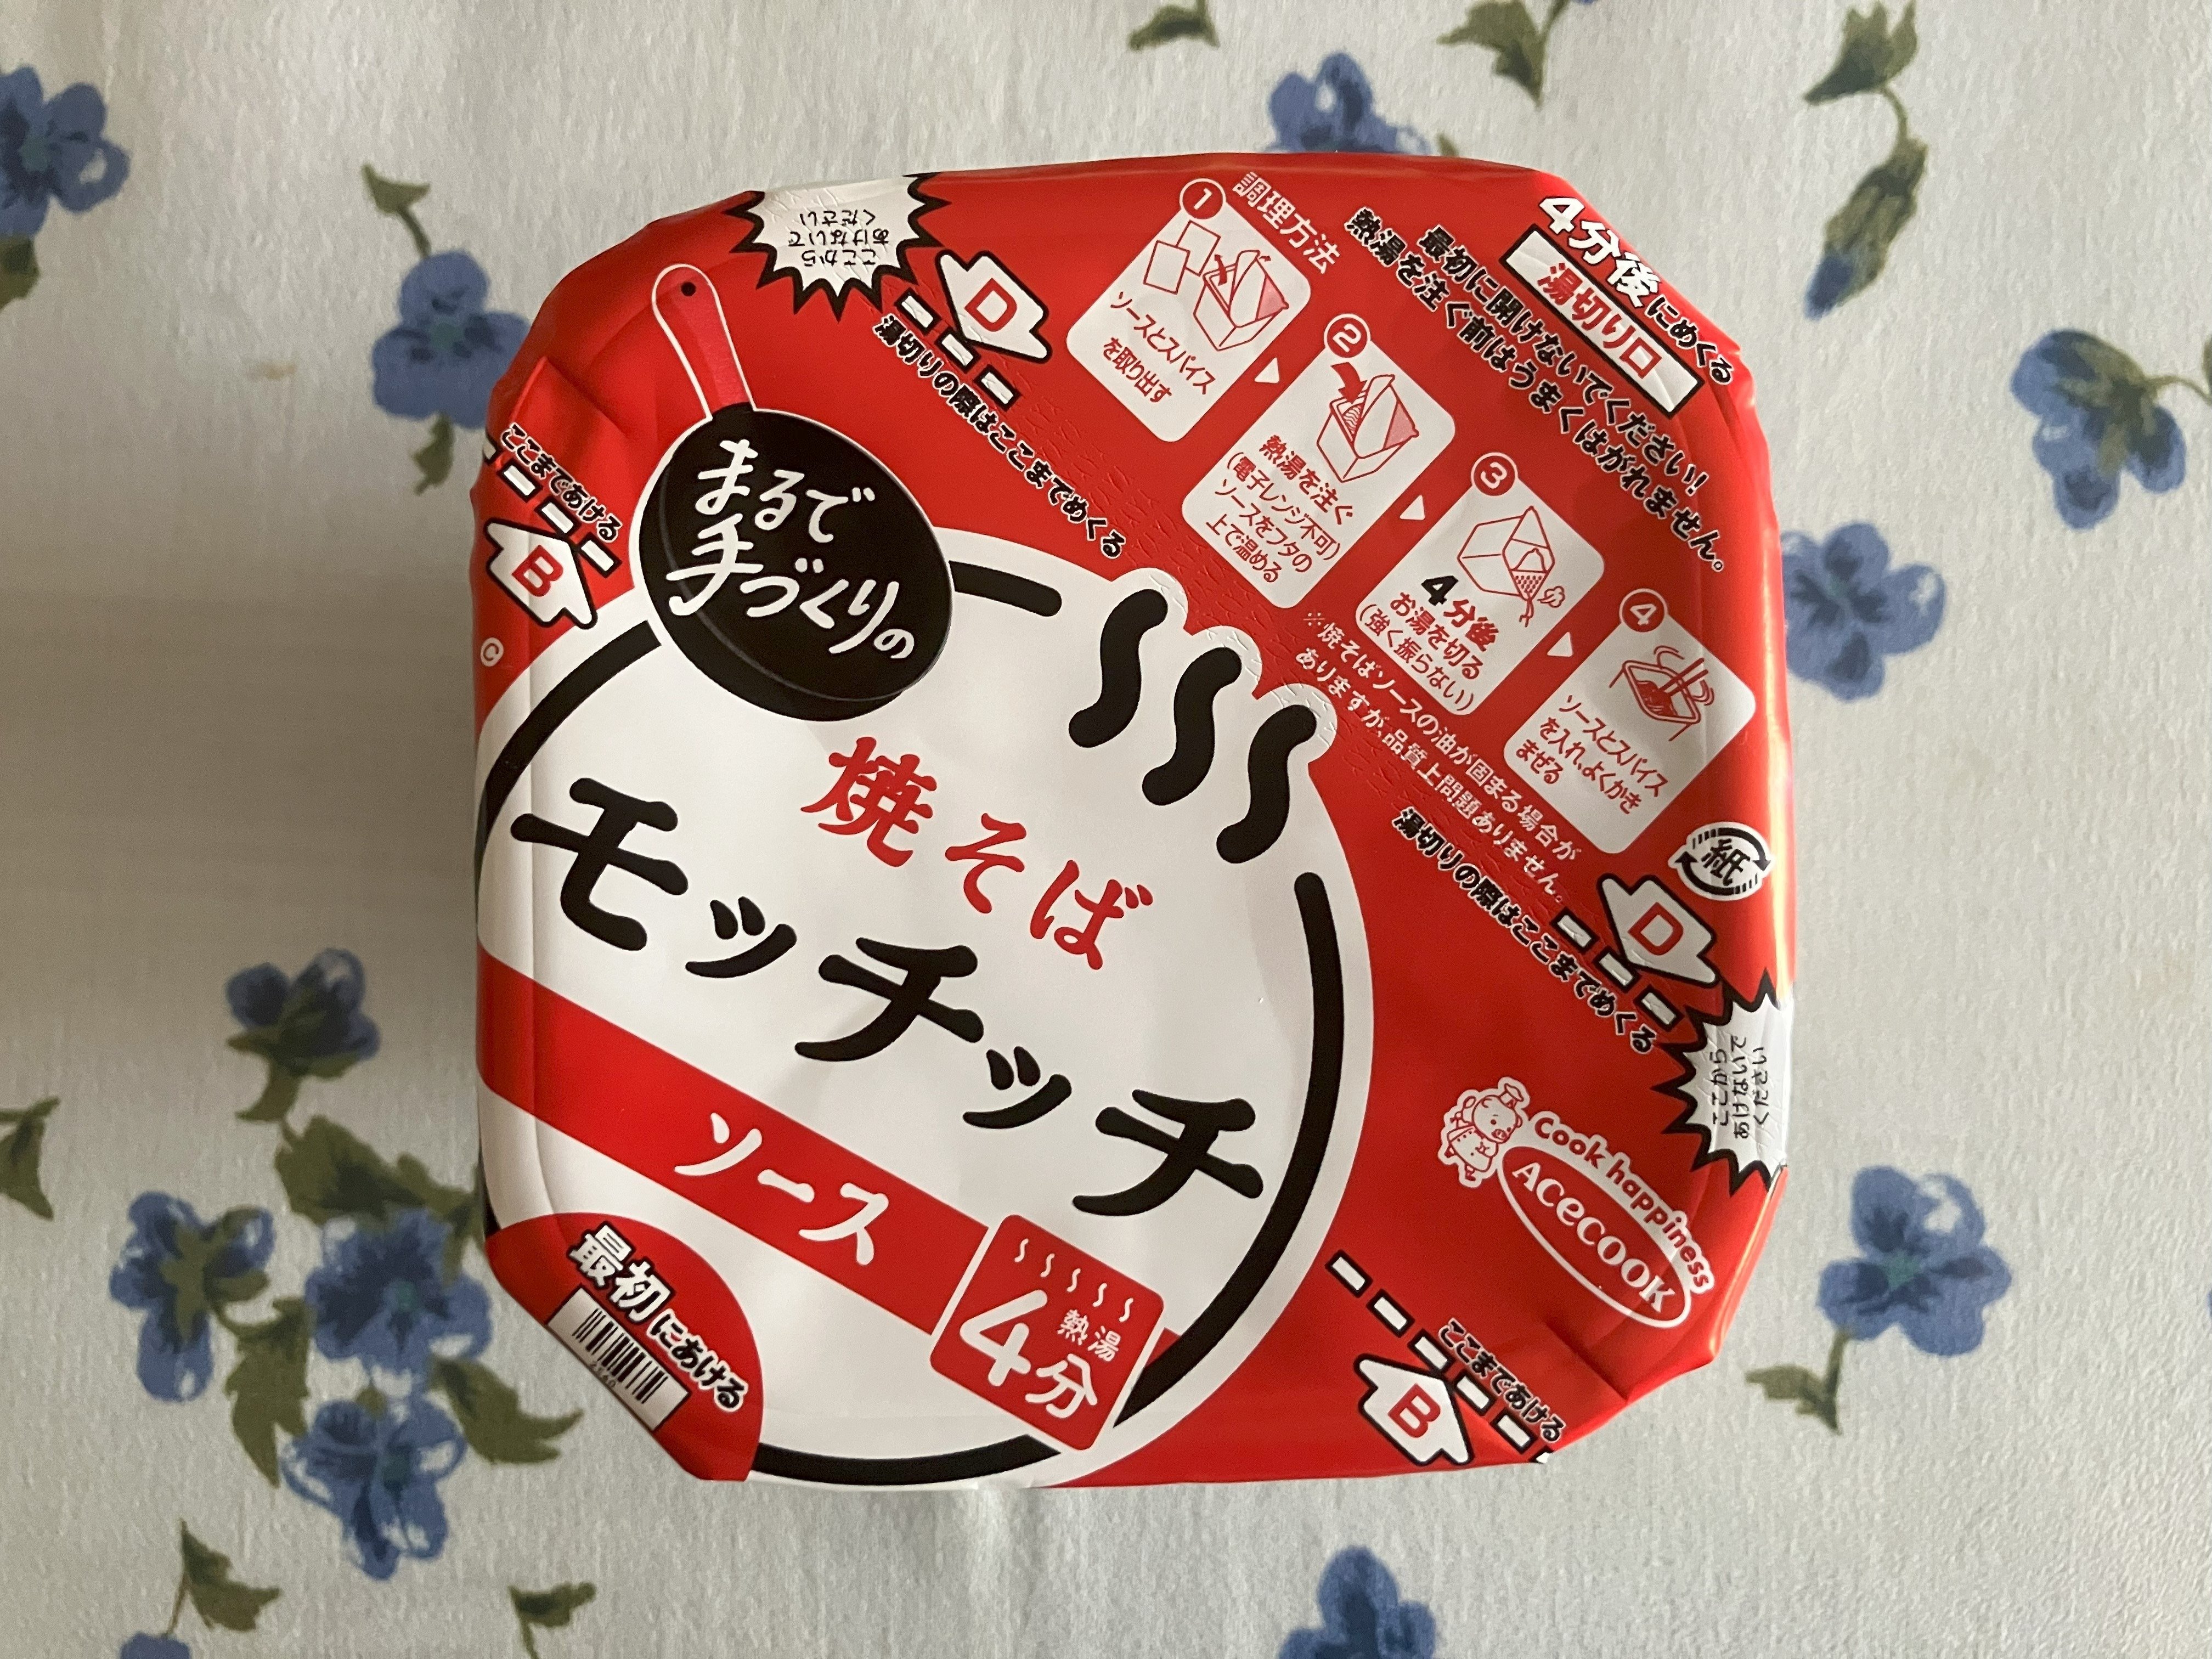 まるで
手づくりの
焼そば
モッチッチ
ソース
熱湯
4分
最初にあける
ここから
あけないで
ください
D
湯切りの際はここまでめくる
ここまであける
B
©
調理方法
①
ソースとスパイス
を取り出す
②
熱湯を注ぐ
(電子レンジ不可)
ソースをフタの
上で温める
③
4分後
お湯を切る
(強く振らない)
④
ソースとスパイス
を入れ、よくかき
まぜる
※焼そばソースの油が固まる場合が
ありますが、品質上問題ありません。
4分後にめくる
湯切り口
最初に開けないでください!
熱湯を注ぐ前はうまくはがれません。
紙
D
湯切りの際はここまでめくる
ここから
あけないで
ください
Cook happiness
ACECOOK
ここまであける
B